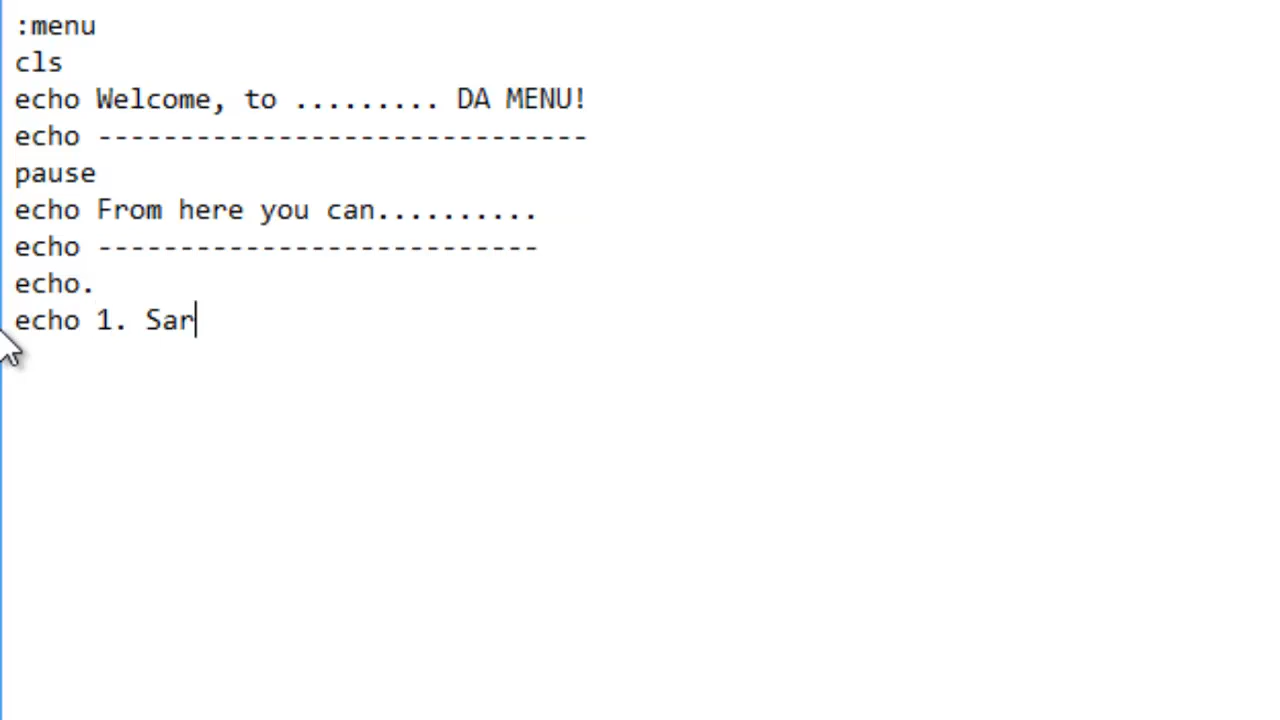 :menu
cls
echo Welcome, to ......... DA MENU!
echo ------------------------------
pause
echo From here you can..........
echo ---------------------------
echo.
echo 1. Sar